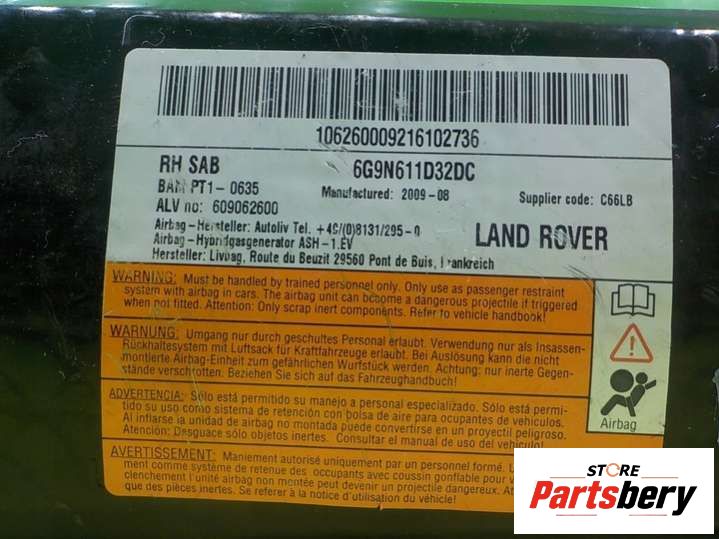 106260009216102736
RH SAB 6G9N611D32DC
BAM PT1-0635 Manufactured: 2009-08 Supplier code: C66LB
ALV no: 609062600
Airbag-Hersteller: Autoliv Tel. +49/(0)8131/295-0
Airbag-Hybridgasgenerator ASH-1.EV LAND ROVER
Hersteller: Livbag, Route du Beuzit 29560 Pont de Buis, Frankreich
WARNING: Must be handled by trained personnel only. Only use as passenger restraint
system with airbag in cars. The airbag unit can become a dangerous projectile if triggered
when not fitted. Attention: Only scrap inert components. Refer to vehicle handbook!
WARNUNG: Umgang nur durch geschultes Personal erlaubt. Verwendung nur als Insassen-
Rückhaltesystem mit Luftsack für Kraftfahrzeuge erlaubt. Bei Auslösung kann die nicht
montierte Airbag-Einheit zum gefährlichen Wurfstück werden. Achtung: nur inerte Gegen-
stände verschrotten. Beziehen Sie sich auf das Fahrzeughandbuch!
ADVERTENCIA: Sólo está permitido su manejo a personal especializado. Sólo está permi-
tido su uso como sistema de retención con bolsa de aire para ocupantes de vehículos.
Al inflarse la unidad de airbag no montada puede convertirse en un proyectil peligroso.
Atención: Desguace sólo objetos inertes. Consultar el manual de uso del vehículo!
AVERTISSEMENT: Maniement autorisé uniquement par un personnel formé.
ment comme système de retenue des occupants avec coussin gonflable pour
clenchement l'unité airbag non montée peut devenir un projectile dangereux.
que des pièces inertes. Se référer à la notice d'utilisation du véhicule!
Airbag
STORE
Partsbery